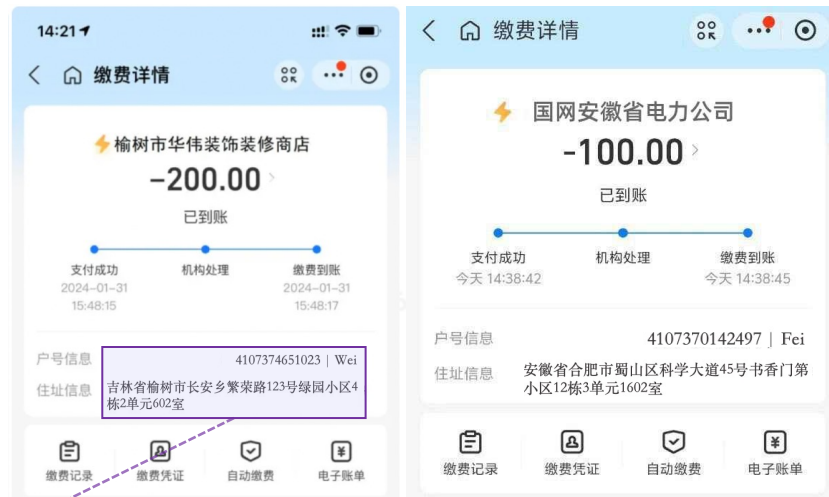 14:21
缴费详情
榆树市华伟装饰装修商店
-200.00
已到账
支付成功 机构处理 缴费到账
2024-01-31 2024-01-31
15:48:15 15:48:17
户号信息 4107374651023 | Wei
住址信息 吉林省榆树市长安乡繁荣路123号绿园小区4
栋2单元602室
缴费记录 缴费凭证 自动缴费 电子账单
缴费详情
国网安徽省电力公司
-100.00
已到账
支付成功 机构处理 缴费到账
今天 14:38:42 今天 14:38:45
户号信息 4107370142497 | Fei
住址信息 安徽省合肥市蜀山区科学大道45号书香门第
小区12栋3单元1602室
缴费记录 缴费凭证 自动缴费 电子账单